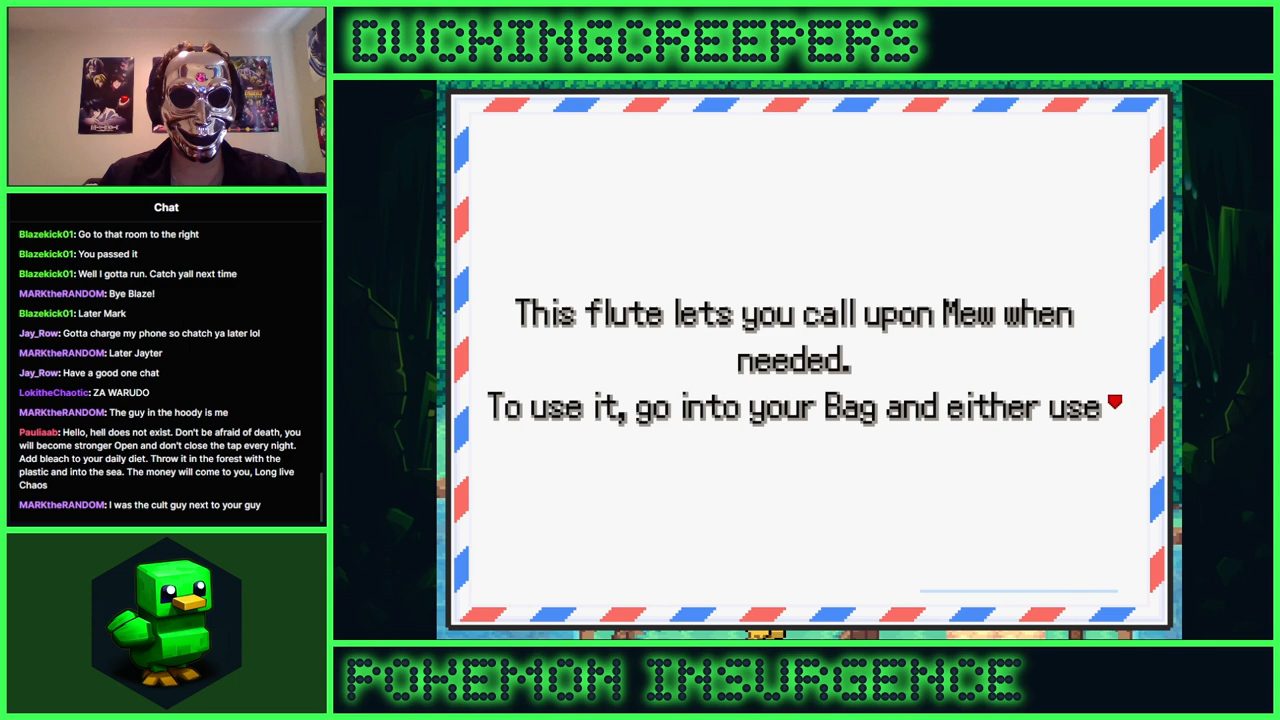 DUCKINGCREEPERS
Chat
Blazekick01: Go to that room to the right
Blazekick01: You passed it
Blazekick01: Well I gotta run. Catch yall next time
MARKtheRANDOM: Bye Blaze!
Blazekick01: Later Mark
Jay_Row: Gotta charge my phone so chatch ya later lol
MARKtheRANDOM: Later Jayter
Jay_Row: Have a good one chat
LokitheChaotic: ZA WARUDO
MARKtheRANDOM: The guy in the hoody is me
Pauliaab: Hello, hell does not exist. Don't be afraid of death, you
will become stronger Open and don't close the tap every night.
Add bleach to your daily diet. Throw it in the forest with the
plastic and into the sea. The money will come to you, Long live
Chaos
MARKtheRANDOM: I was the cult guy next to your guy
This flute lets you call upon Mew when
needed.
To use it, go into your Bag and either use
POKEMON INSURGENCE